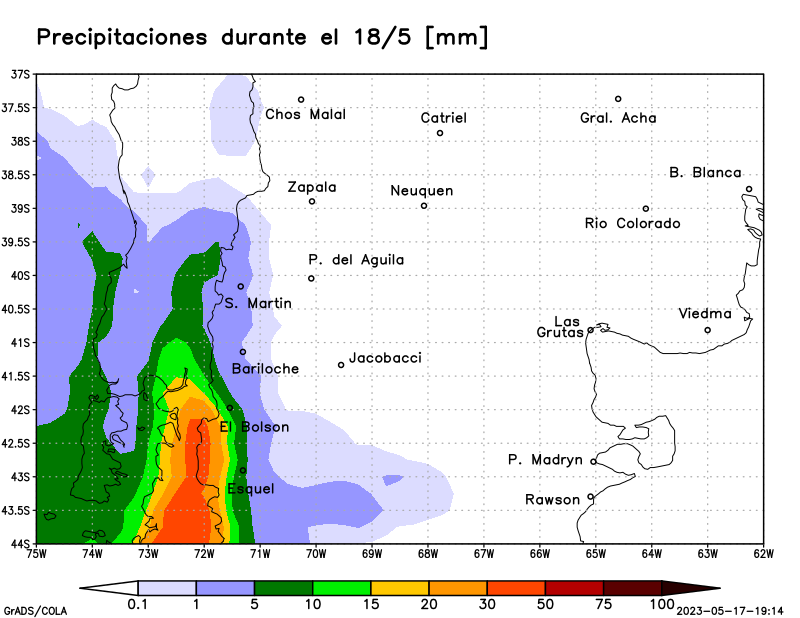 Precipitaciones durante el 18/5 [mm]
37S
37.5S
Chos Malal
Catriel
Gral. Acha
38S
38.5S
B. Blanca
Zapala
Neuquen
39S
Rio Colorado
39.5S
P. del Aguila
40S
S. Martin
40.5S
Las
Grutas
Viedma
41S
Bariloche
Jacobacci
41.5S
42S
El Bolson
42.5S
P. Madryn
43S
Esquel
Rawson
43.5S
44S
75W 74W 73W 72W 71W 70W 69W 68W 67W 66W 65W 64W 63W 62W
0.1 1 5 10 15 20 30 50 75 100
GrADS/COLA
2023-05-17-19:14